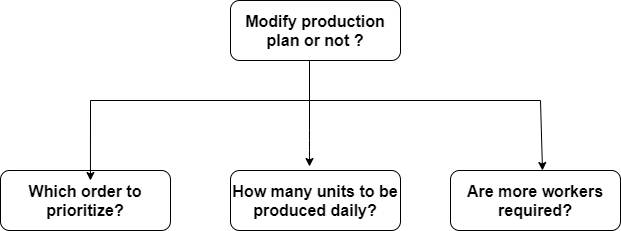 Modify production
plan or not ?
Which order to
prioritize?
How many units to be
produced daily?
Are more workers
required?